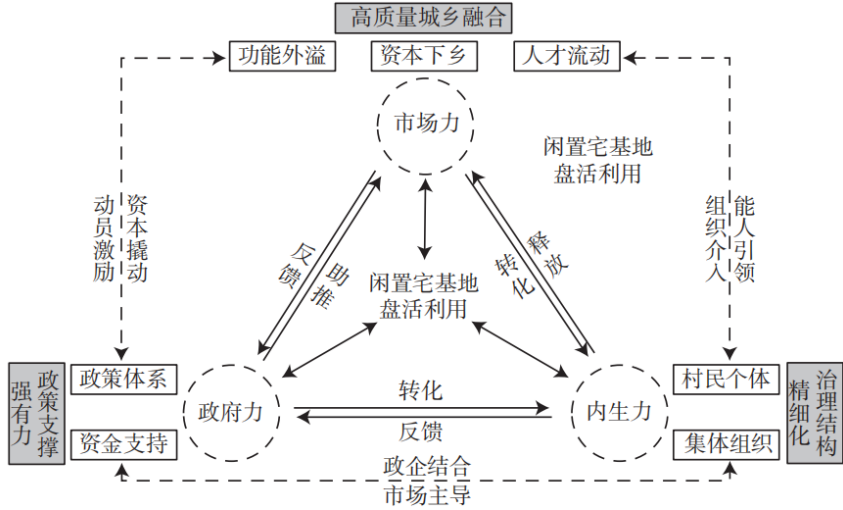 高质量城乡融合
功能外溢
资本下乡
人才流动
市场力
闲置宅基地
盘活利用
动员激励
资本撬动
组织介入
能人引领
反馈
助推
转化
释放
闲置宅基地
盘活利用
强有力
政策支撑
政策体系
资金支持
政府力
转化
反馈
内生力
村民个体
集体组织
精细化
治理结构
政企结合
市场主导